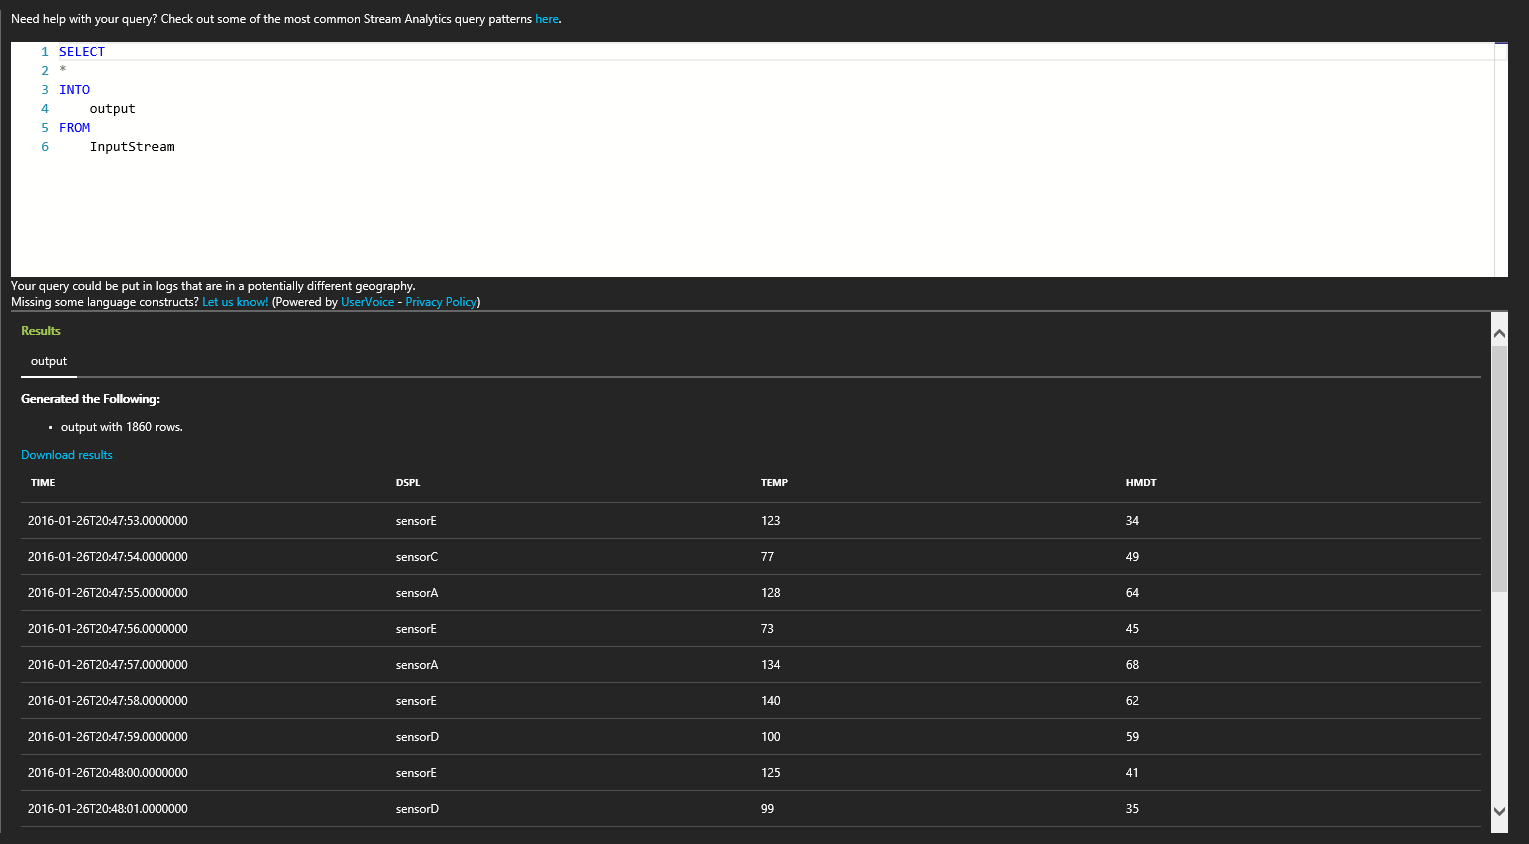 Need help with your query? Check out some of the most common Stream Analytics query patterns here.
1 SELECT
2 *
3 INTO
4 output
5 FROM
6 InputStream
Your query could be put in logs that are in a potentially different geography.
Missing some language constructs? Let us know! (Powered by UserVoice - Privacy Policy)
Results
output
Generated the Following:
• output with 1860 rows.
Download results
TIME DSPL TEMP HMDT
2016-01-26T20:47:53.0000000 sensorE 123 34
2016-01-26T20:47:54.0000000 sensorC 77 49
2016-01-26T20:47:55.0000000 sensorA 128 64
2016-01-26T20:47:56.0000000 sensorE 73 45
2016-01-26T20:47:57.0000000 sensorA 134 68
2016-01-26T20:47:58.0000000 sensorE 140 62
2016-01-26T20:47:59.0000000 sensorD 100 59
2016-01-26T20:48:00.0000000 sensorE 125 41
2016-01-26T20:48:01.0000000 sensorD 99 35